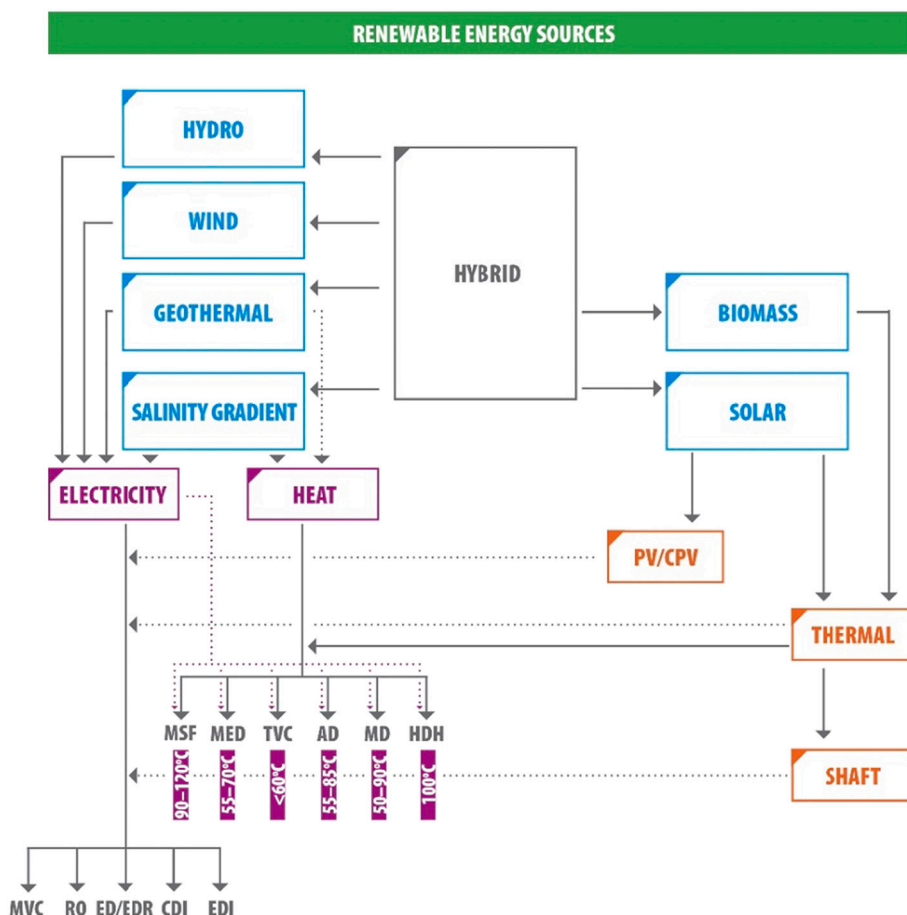 RENEWABLE ENERGY SOURCES
HYDRO
WIND
GEOTHERMAL
SALINITY GRADIENT
HYBRID
BIOMASS
SOLAR
ELECTRICITY
HEAT
PV/CPV
THERMAL
SHAFT
MSF MED TVC AD MD HDH
90–120°C 55–70°C <60°C 55–85°C 50–90°C 100°C
MVC RO ED/EDR CDI EDI